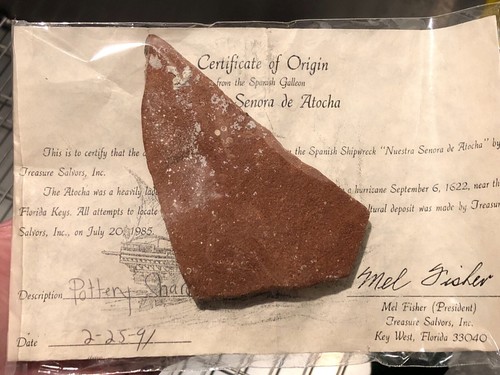 Certificate of Origin
from the Spanish Galleon
Senora de Atocha
This is to certify that the the Spanish Shipwreck "Nuestra Senora de Atocha" by
Treasure Salvors, Inc.
The Atocha was a heavily a hurricane September 6, 1622, near the
Florida Keys. All attempts to locate deposit was made by Treasure
Salvors, Inc., on July 20, 1985.
Description Pottery
Mel Fisher
Mel Fisher (President)
Treasure Salvors, Inc.
Key West, Florida 33040
Date 2-25-91